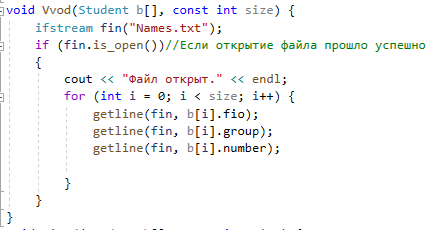 void Vvod(Student b[], const int size) {
ifstream fin("Names.txt");
if (fin.is_open())//Если открытие файла прошло успешно
{
cout << "Файл открыт." << endl;
for (int i = 0; i < size; i++) {
getline(fin, b[i].fio);
getline(fin, b[i].group);
getline(fin, b[i].number);
}
}
}